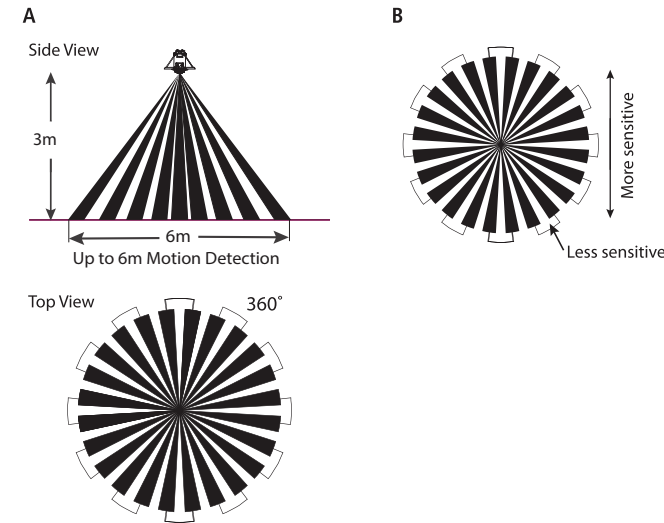 A
Side View
3m
6m
Up to 6m Motion Detection
Top View
360°
B
More sensitive
Less sensitive